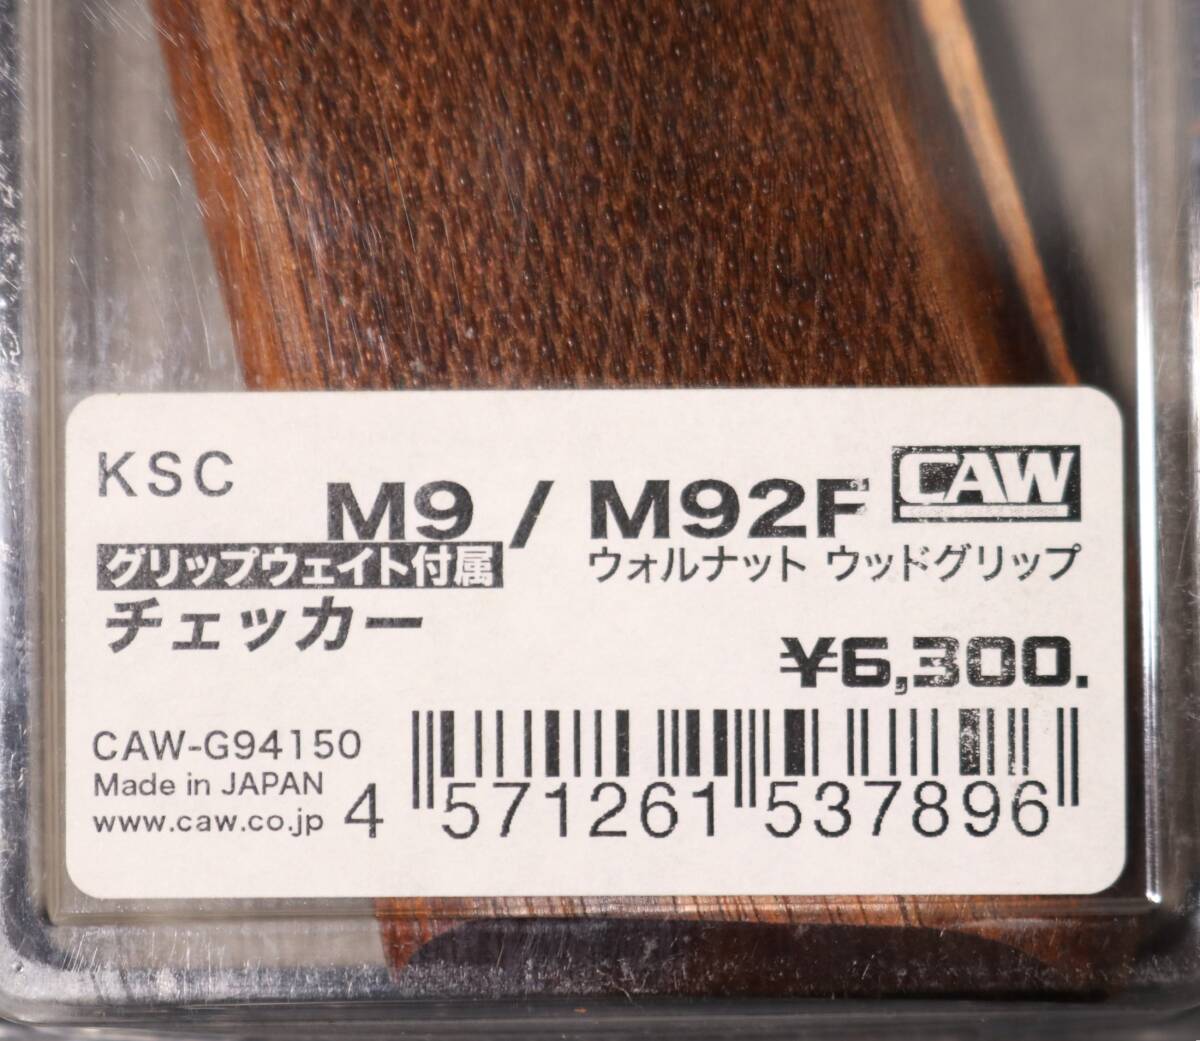 KSC
M9 / M92F
CAW
グリップウェイト付属
ウォルナット ウッドグリップ
チェッカー
¥6,300.
CAW-G94150
Made in JAPAN
www.caw.co.jp
4 571261 537896